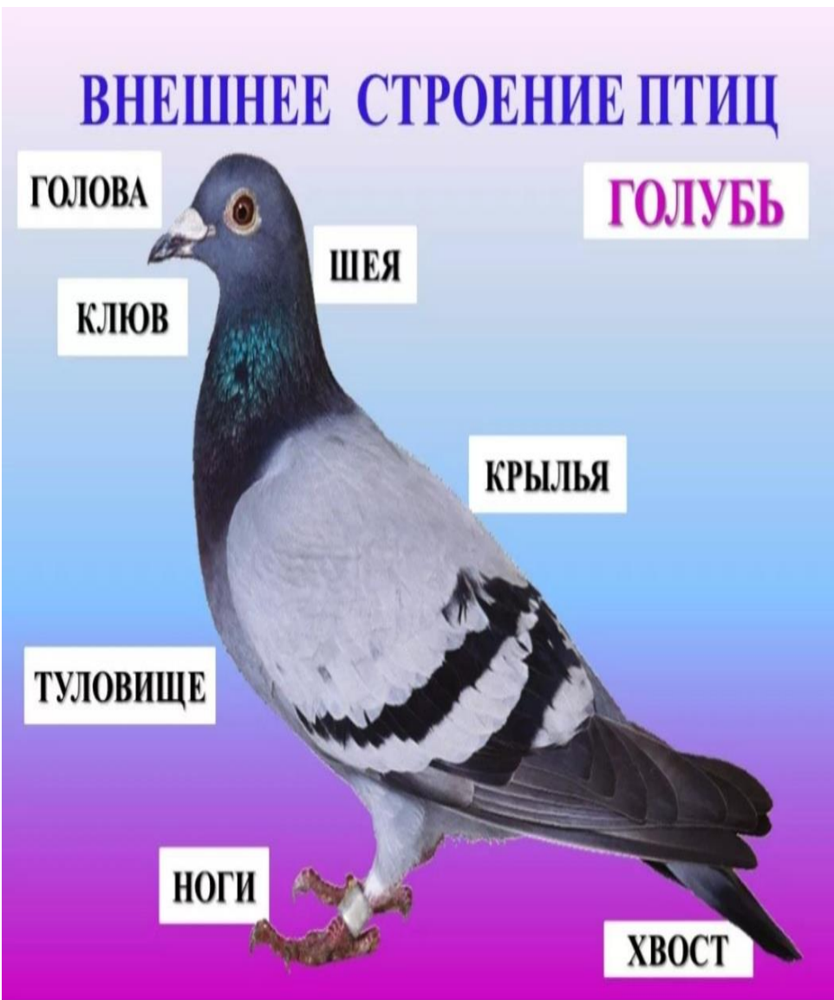 ВНЕШНЕЕ СТРОЕНИЕ ПТИЦ
ГОЛОВА
ГОЛУБЬ
ШЕЯ
КЛЮВ
КРЫЛЬЯ
ТУЛОВИЩЕ
НОГИ
ХВОСТ